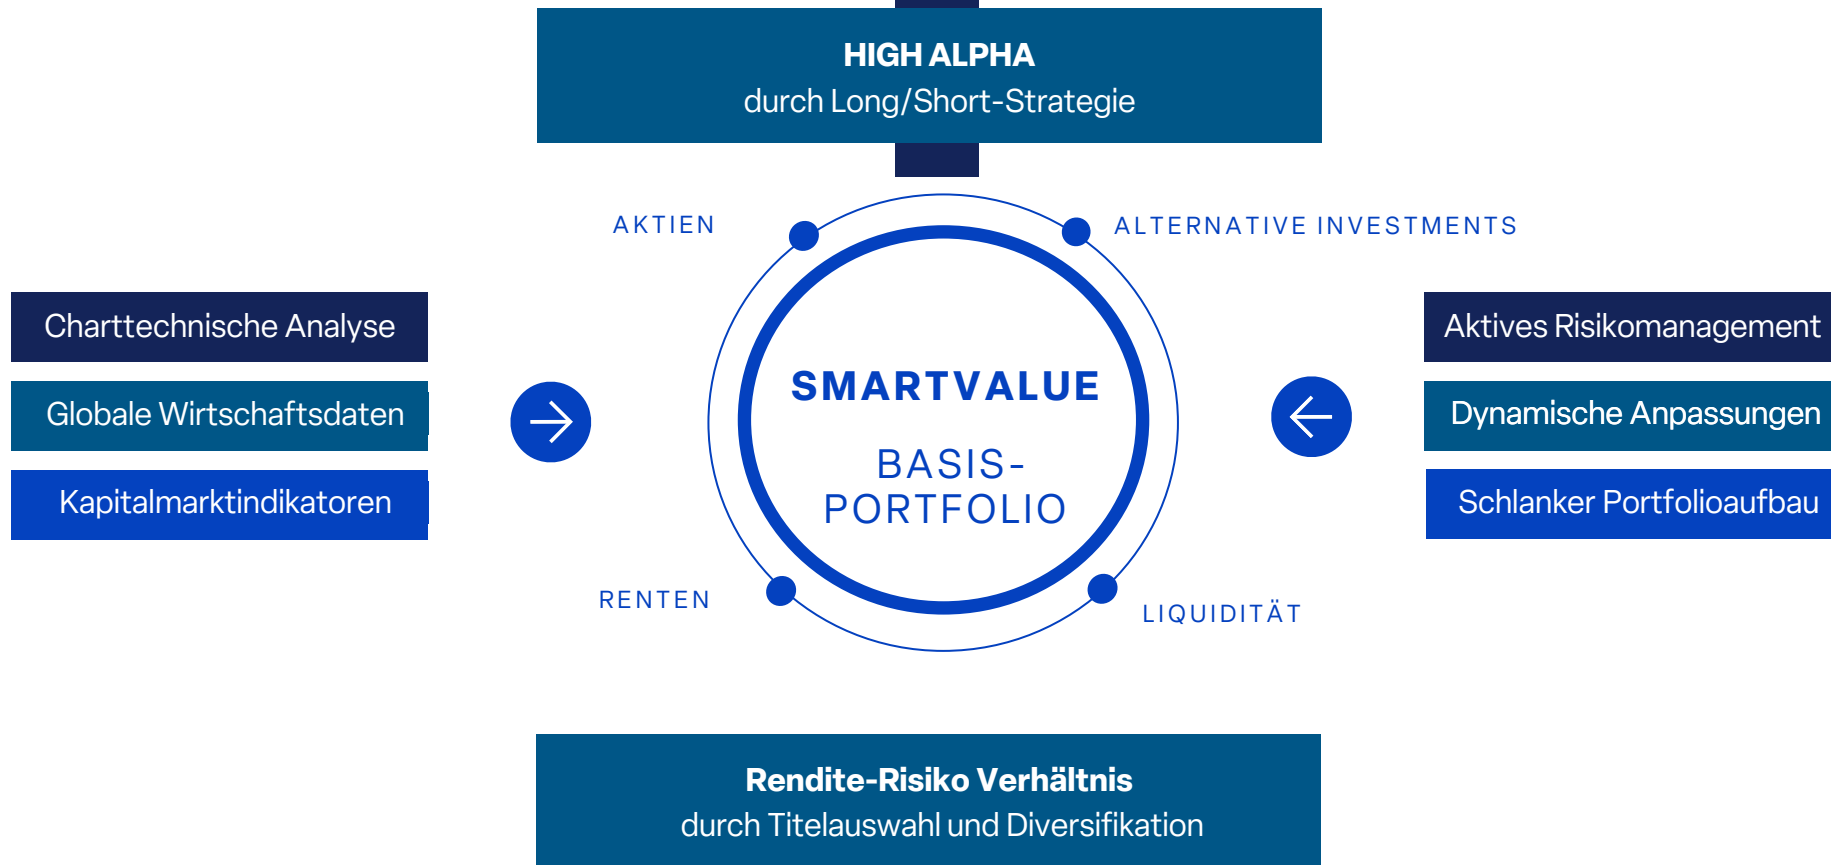 HIGH ALPHA
durch Long/Short-Strategie
AKTIEN
ALTERNATIVE INVESTMENTS
Charttechnische Analyse
Globale Wirtschaftsdaten
Kapitalmarktindikatoren
SMARTVALUE
BASIS-
PORTFOLIO
Aktives Risikomanagement
Dynamische Anpassungen
Schlanker Portfolioaufbau
RENTEN
LIQUIDITÄT
Rendite-Risiko Verhältnis
durch Titelauswahl und Diversifikation